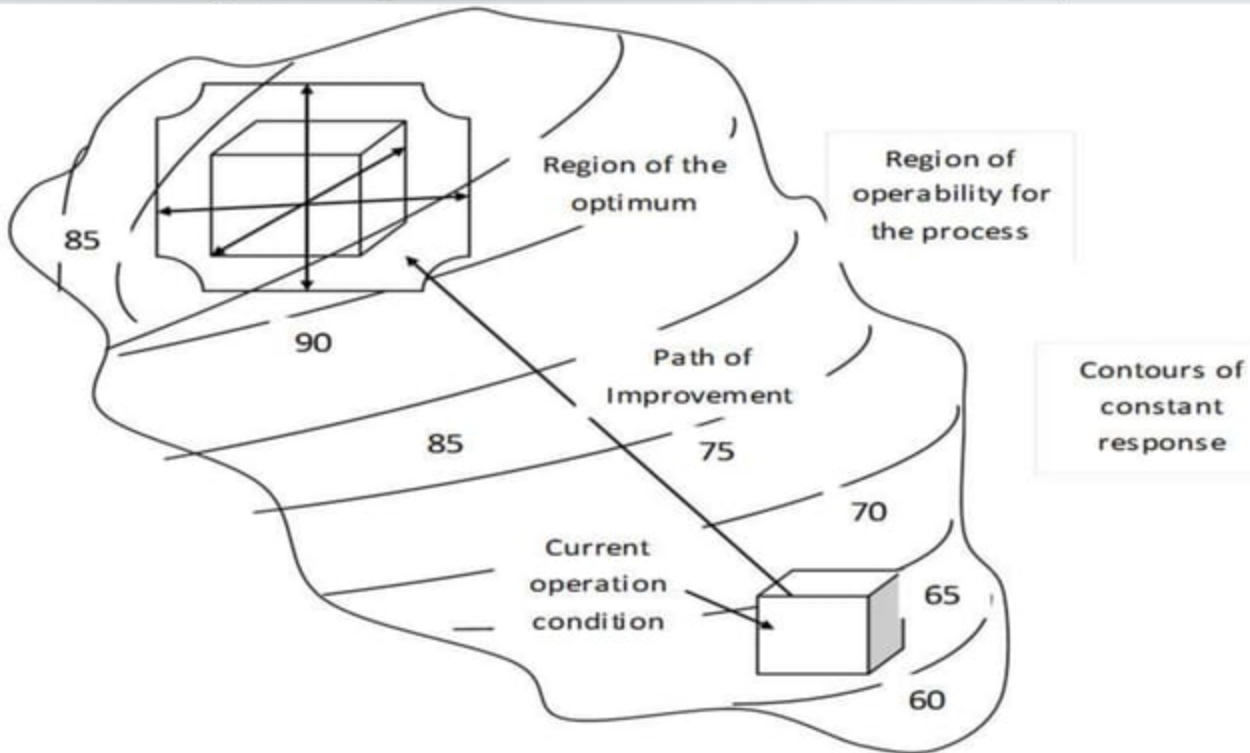 Region of the
optimum
Region of
operability for
the process
85
90
Path of
Improvement
Contours of
constant
response
85
75
70
Current
operation
condition
65
60